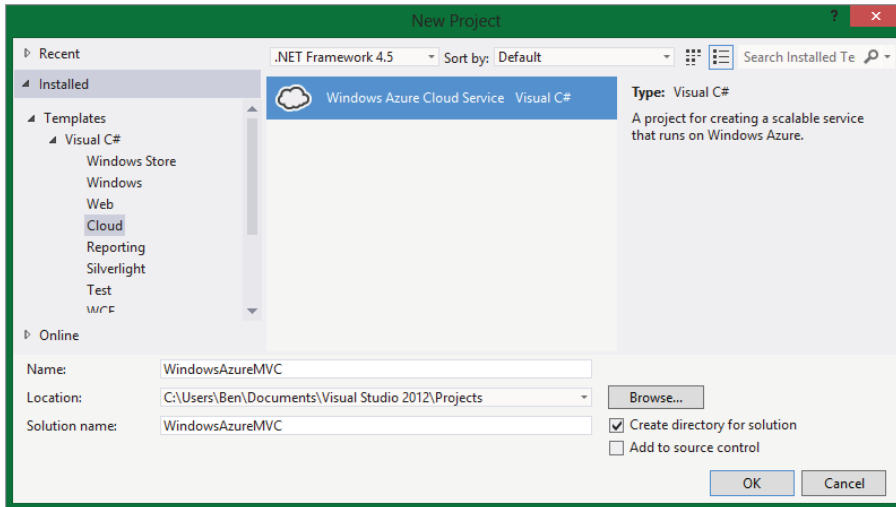 New Project
?
x
Recent
.NET Framework 4.5 Sort by: Default Search Installed Te
Installed
Templates
Visual C#
Windows Store
Windows
Web
Cloud
Reporting
Silverlight
Test
WCF
Online
Windows Azure Cloud Service Visual C#
Type: Visual C#
A project for creating a scalable service
that runs on Windows Azure.
Name: WindowsAzureMVC
Location: C:\Users\Ben\Documents\Visual Studio 2012\Projects Browse...
Solution name: WindowsAzureMVC
Create directory for solution
Add to source control
OK Cancel